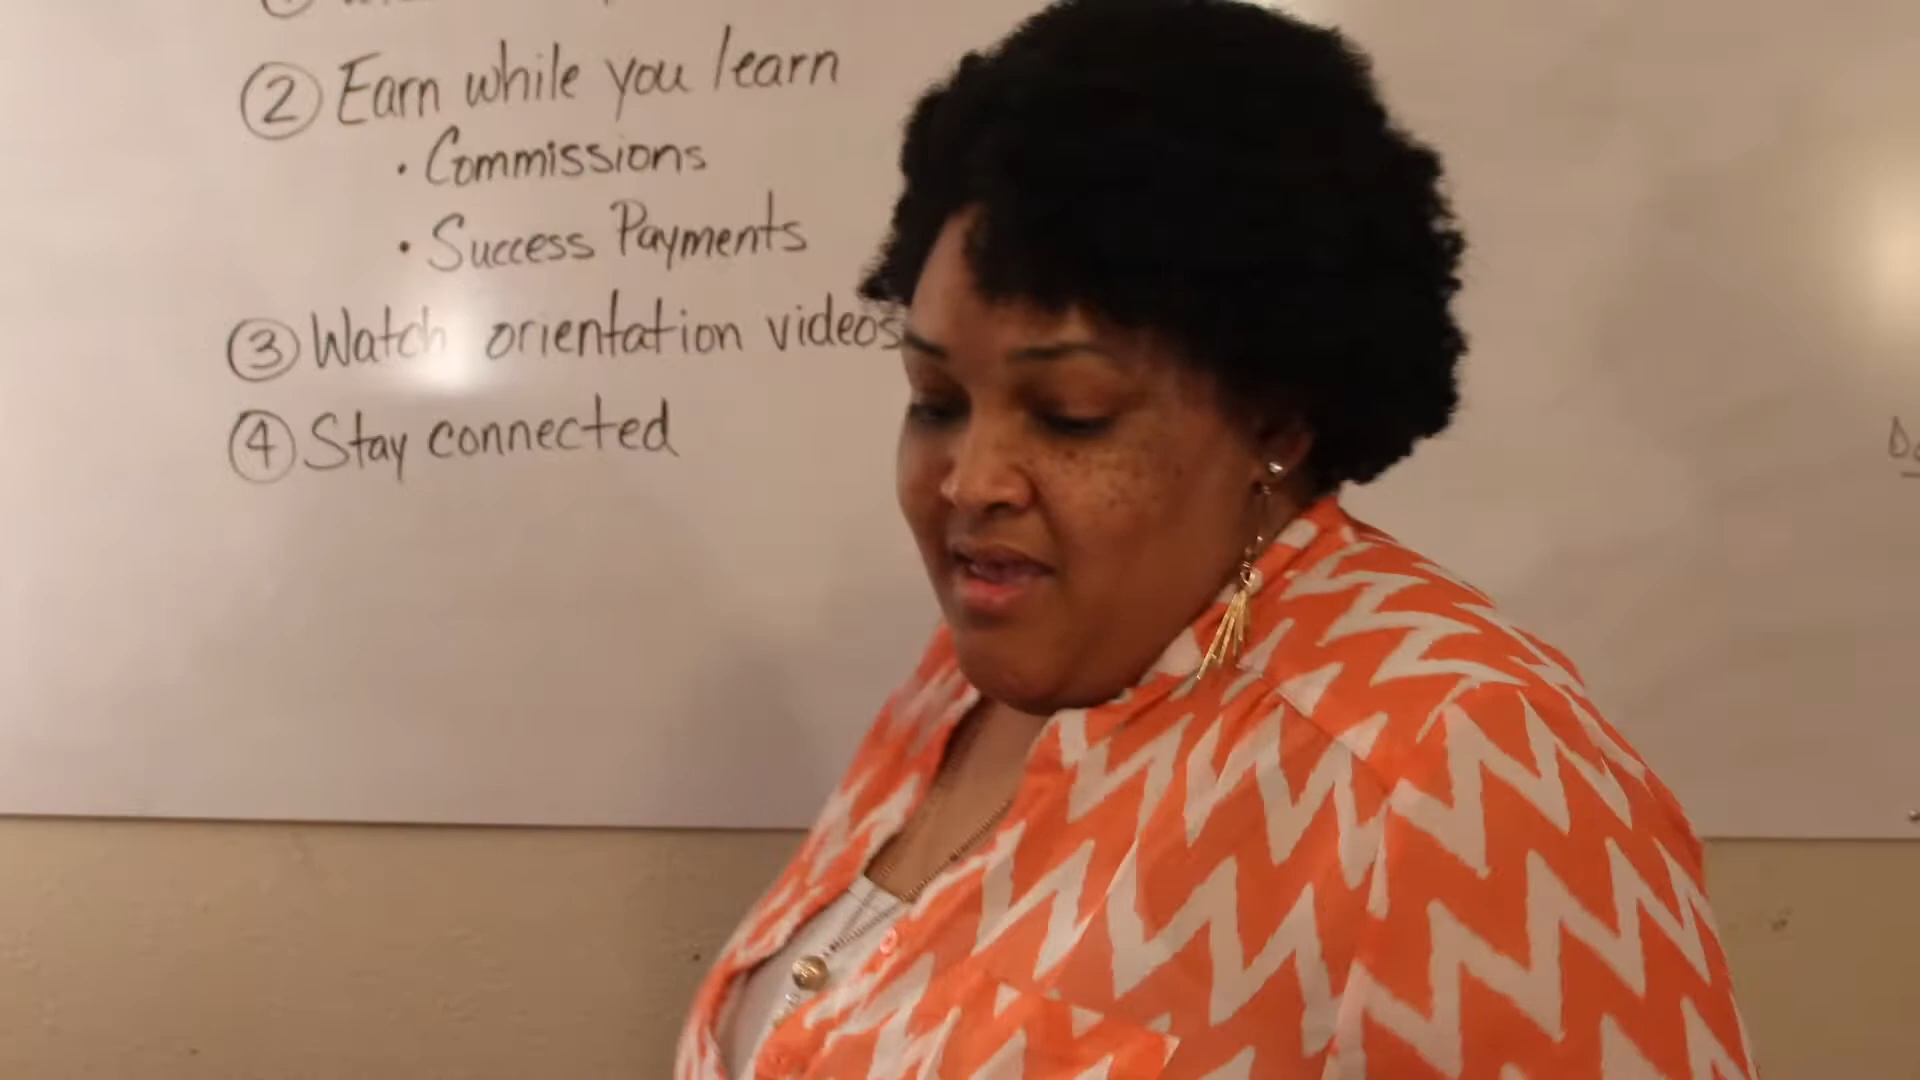 ② Earn while you learn
• Commissions
• Success Payments
③ Watch orientation videos
④ Stay connected